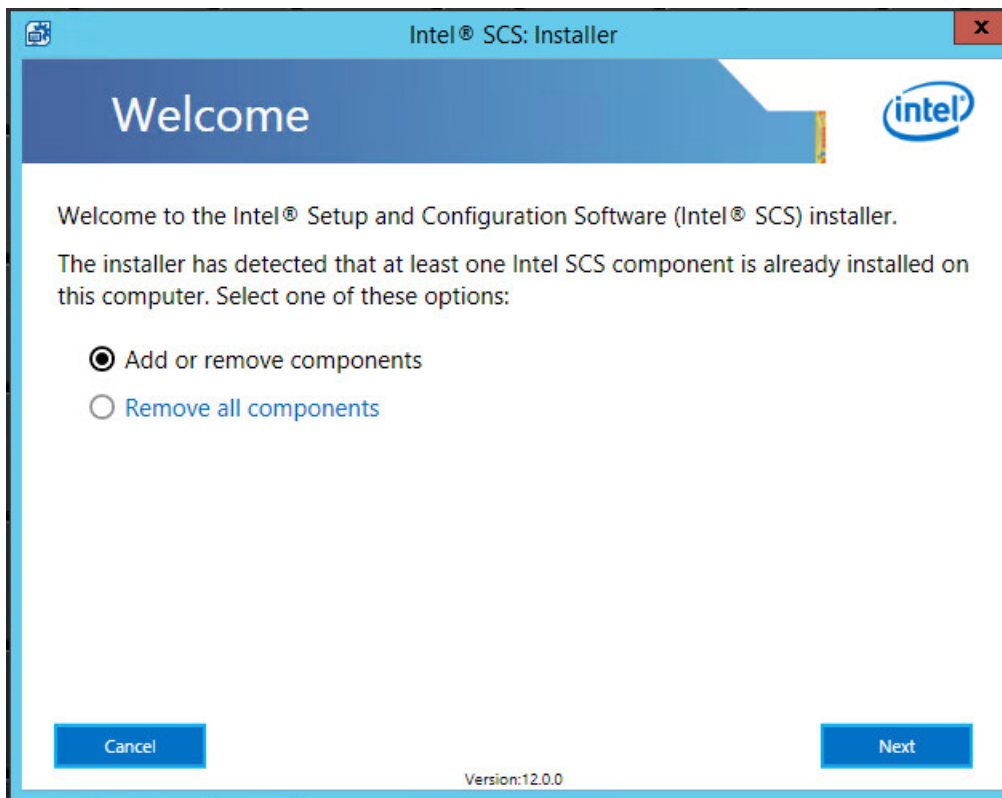 Intel® SCS: Installer
x
Welcome
intel®
Welcome to the Intel® Setup and Configuration Software (Intel® SCS) installer.
The installer has detected that at least one Intel SCS component is already installed on
this computer. Select one of these options:
Add or remove components
Remove all components
Cancel
Next
Version:12.0.0